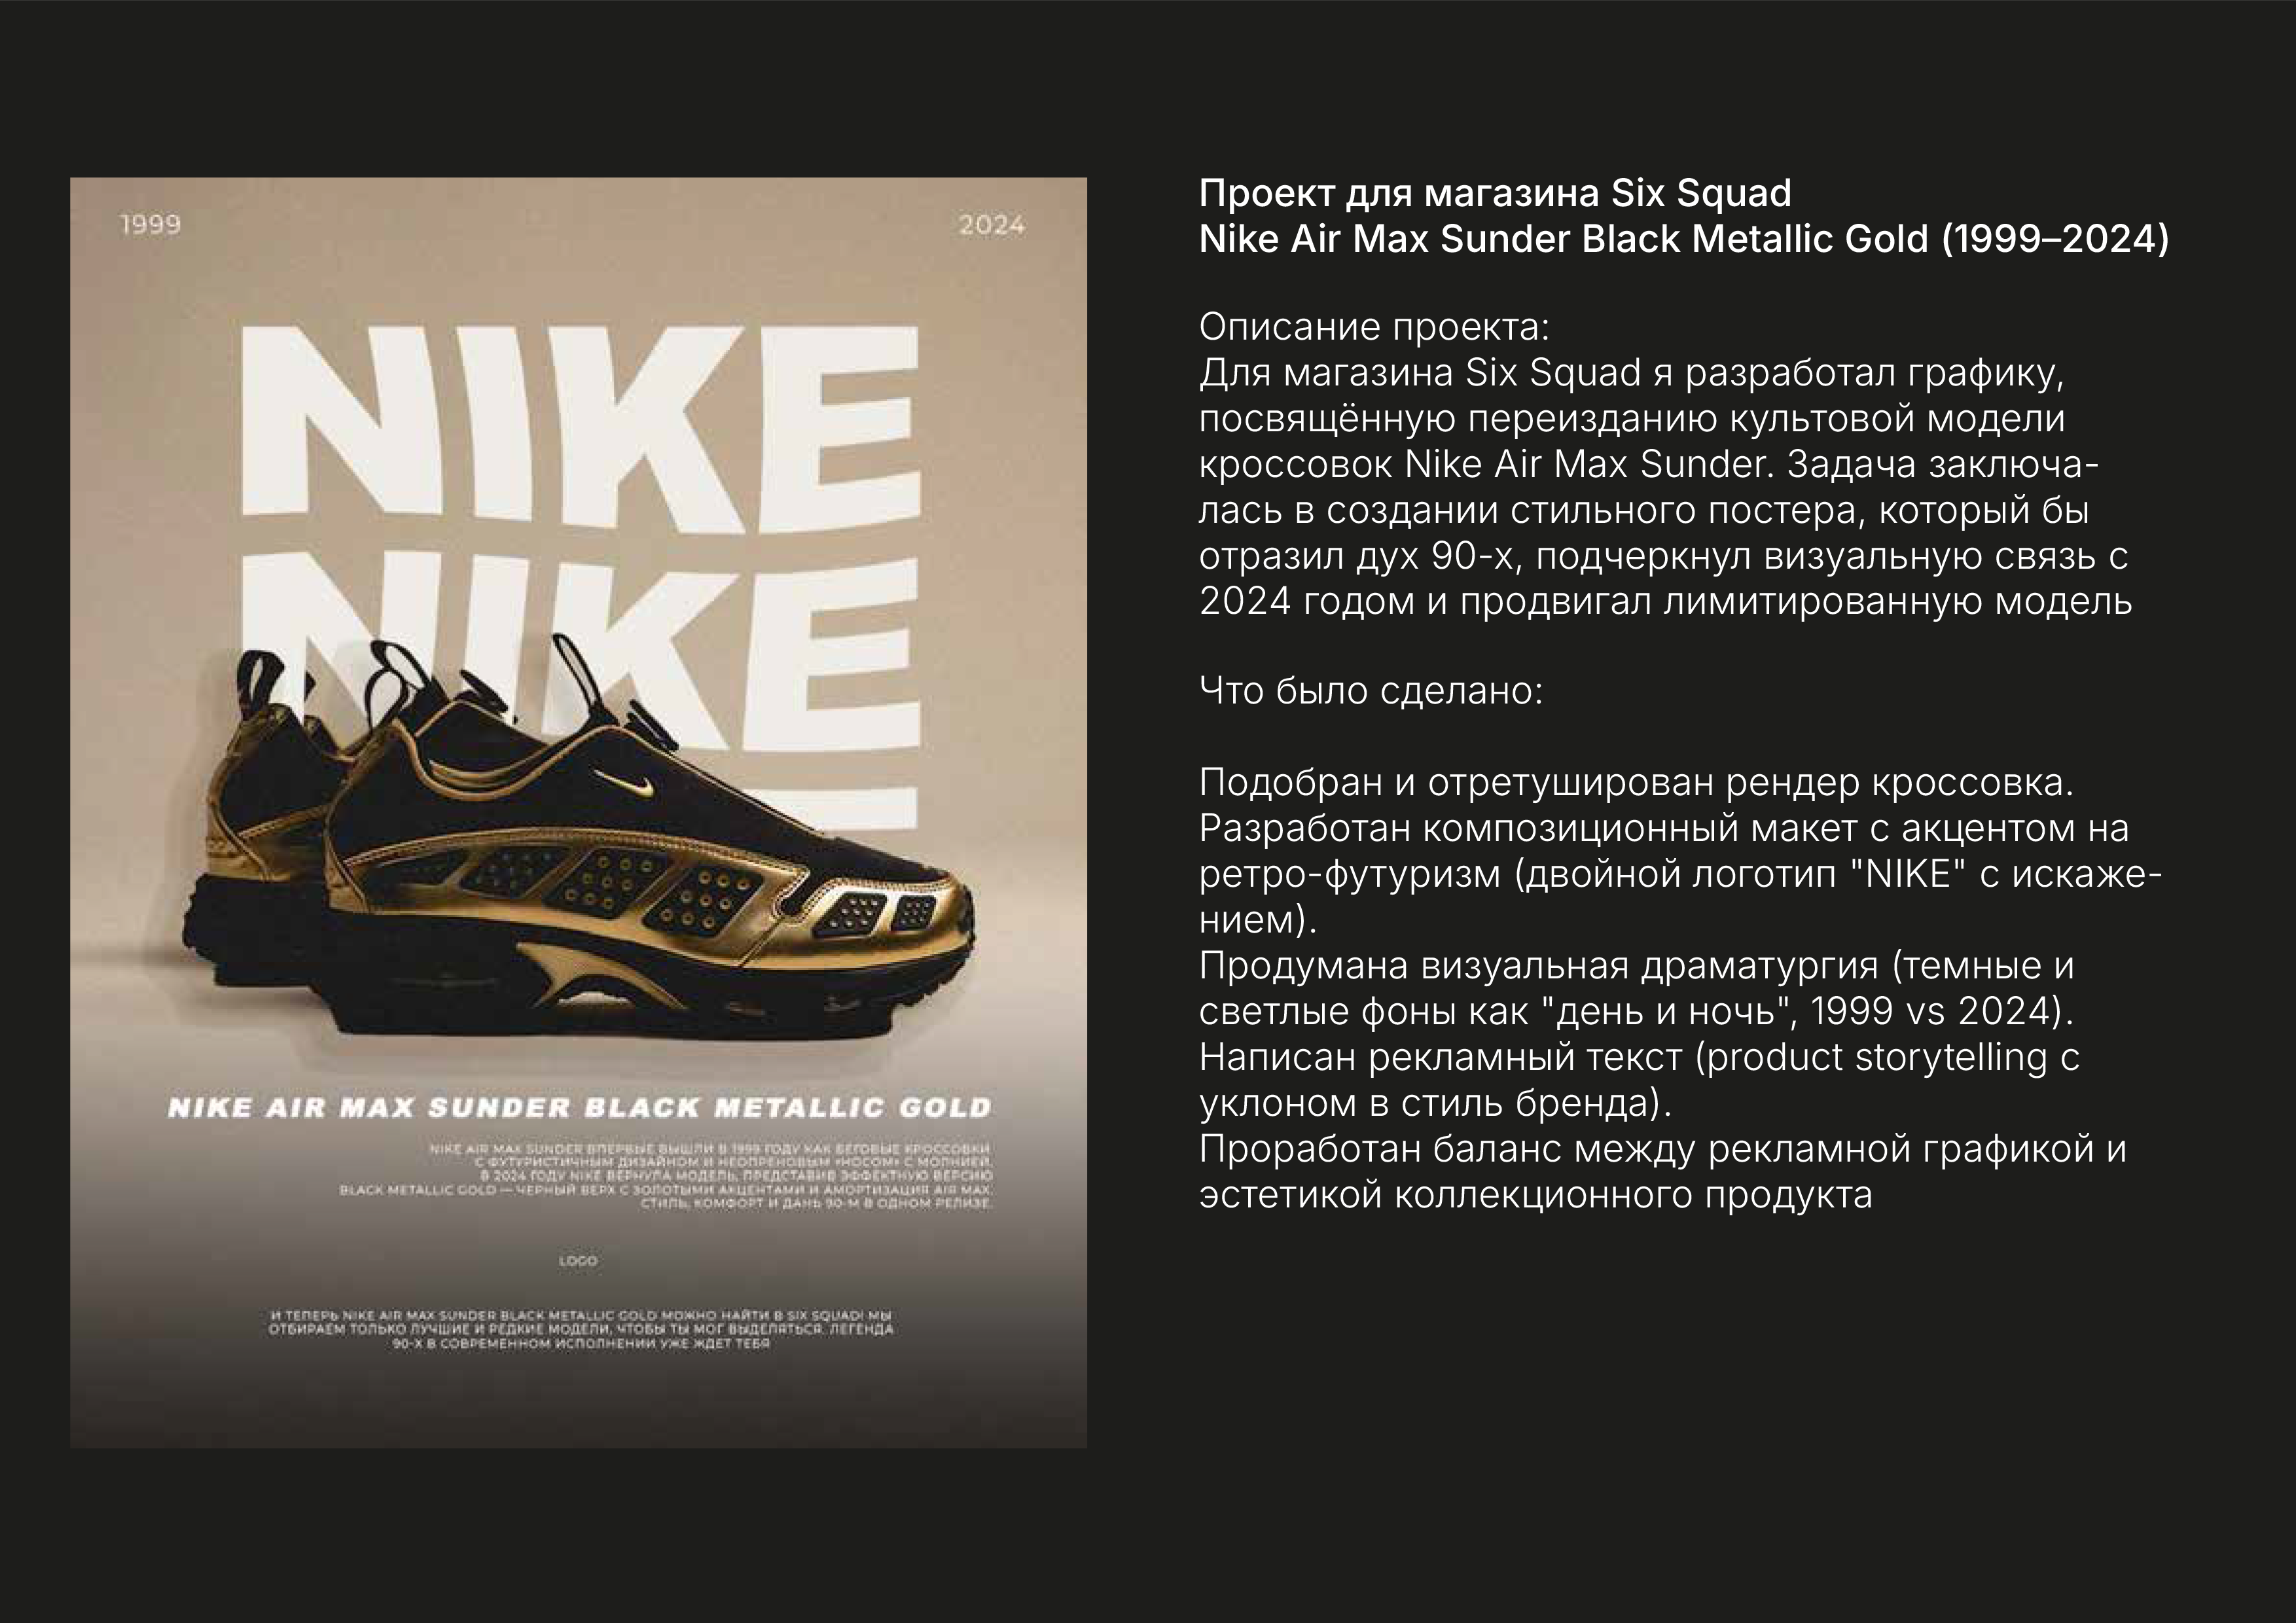 1999
2024
NIKE
NIKE
NIKE AIR MAX SUNDER BLACK METALLIC GOLD
NIKE AIR MAX SUNDER ВПЕРВЫЕ ВЫШЛИ В 1999 ГОДУ КАК БЕГОВЫЕ КРОССОВКИ
С ФУТУРИСТИЧНЫМ ДИЗАЙНОМ И НЕОПРЕНОВЫМ «НОСОМ» С МОЛНИЕЙ.
В 2024 ГОДУ NIKE ВЕРНУЛА МОДЕЛЬ, ПРЕДСТАВИВ ЭФФЕКТНУЮ ВЕРСИЮ
BLACK METALLIC GOLD — ЧЕРНЫЙ ВЕРХ С ЗОЛОТЫМИ АКЦЕНТАМИ И АМОРТИЗАЦИЯ AIR MAX.
СТИЛЬ, КОМФОРТ И ДАНЬ 90-М В ОДНОМ РЕЛИЗЕ.
LOGO
И ТЕПЕРЬ NIKE AIR MAX SUNDER BLACK METALLIC GOLD МОЖНО НАЙТИ В SIX SQUAD! МЫ
ОТБИРАЕМ ТОЛЬКО ЛУЧШИЕ И РЕДКИЕ МОДЕЛИ, ЧТОБЫ ТЫ МОГ ВЫДЕЛЯТЬСЯ. ЛЕГЕНДА
90-Х В СОВРЕМЕННОМ ИСПОЛНЕНИИ УЖЕ ЖДЕТ ТЕБЯ
Проект для магазина Six Squad
Nike Air Max Sunder Black Metallic Gold (1999–2024)
Описание проекта:
Для магазина Six Squad я разработал графику,
посвящённую переизданию культовой модели
кроссовок Nike Air Max Sunder. Задача заключа-
лась в создании стильного постера, который бы
отразил дух 90-х, подчеркнул визуальную связь с
2024 годом и продвигал лимитированную модель
Что было сделано:
Подобран и отретуширован рендер кроссовка.
Разработан композиционный макет с акцентом на
ретро-футуризм (двойной логотип "NIKE" с искаже-
нием).
Продумана визуальная драматургия (темные и
светлые фоны как "день и ночь", 1999 vs 2024).
Написан рекламный текст (product storytelling с
уклоном в стиль бренда).
Проработан баланс между рекламной графикой и
эстетикой коллекционного продукта